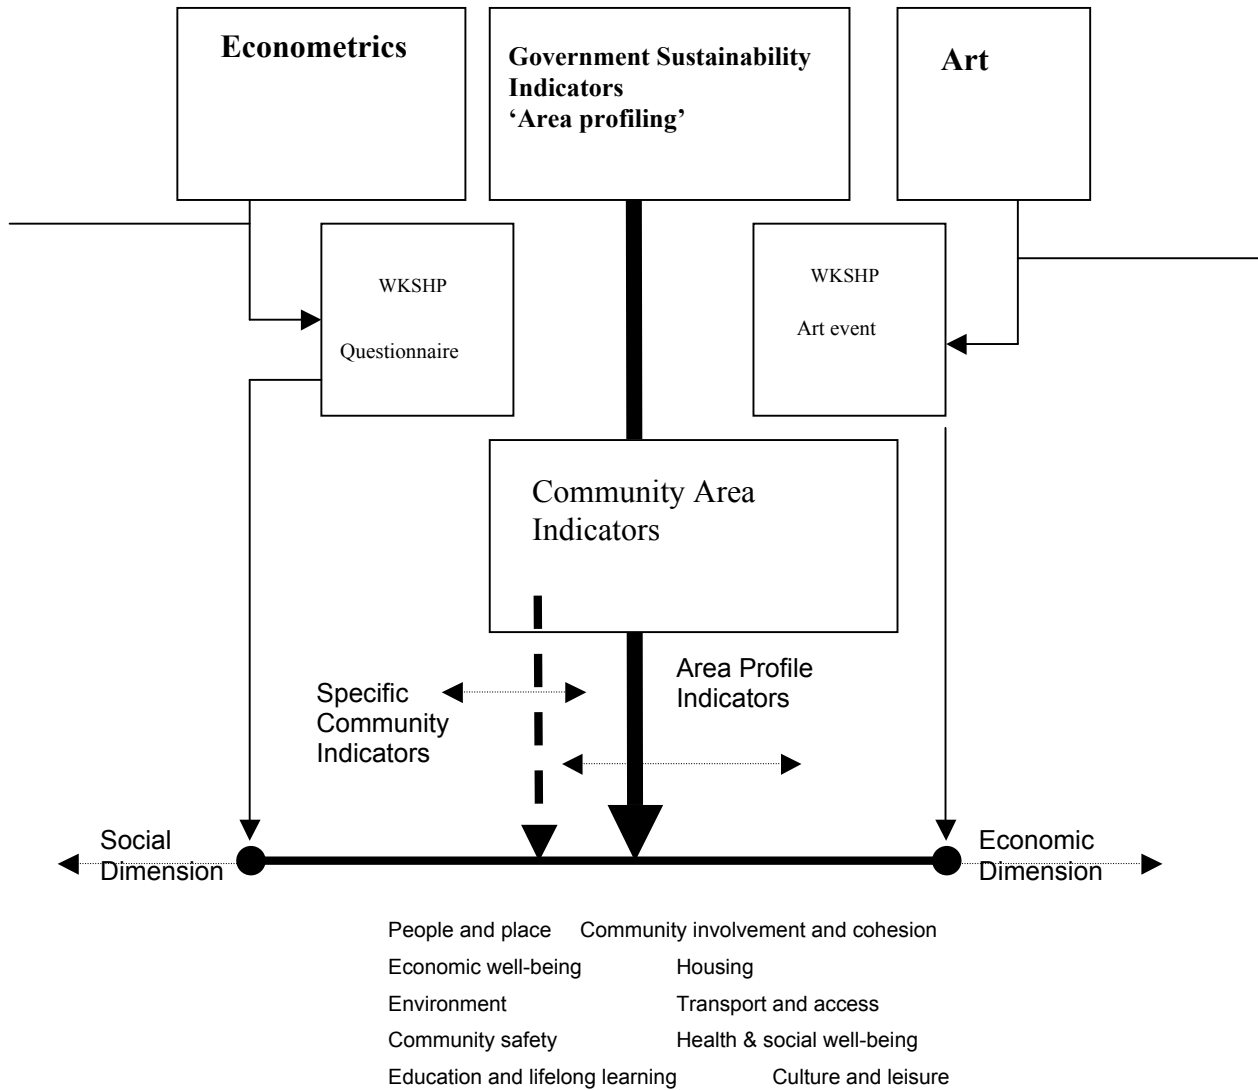 Econometrics
Government Sustainability
Indicators
‘Area profiling’
Art
WKSHP
Questionnaire
WKSHP
Art event
Community Area
Indicators
Specific
Community
Indicators
Area Profile
Indicators
Social
Dimension
Economic
Dimension
People and place Community involvement and cohesion
Economic well-being Housing
Environment Transport and access
Community safety Health & social well-being
Education and lifelong learning Culture and leisure